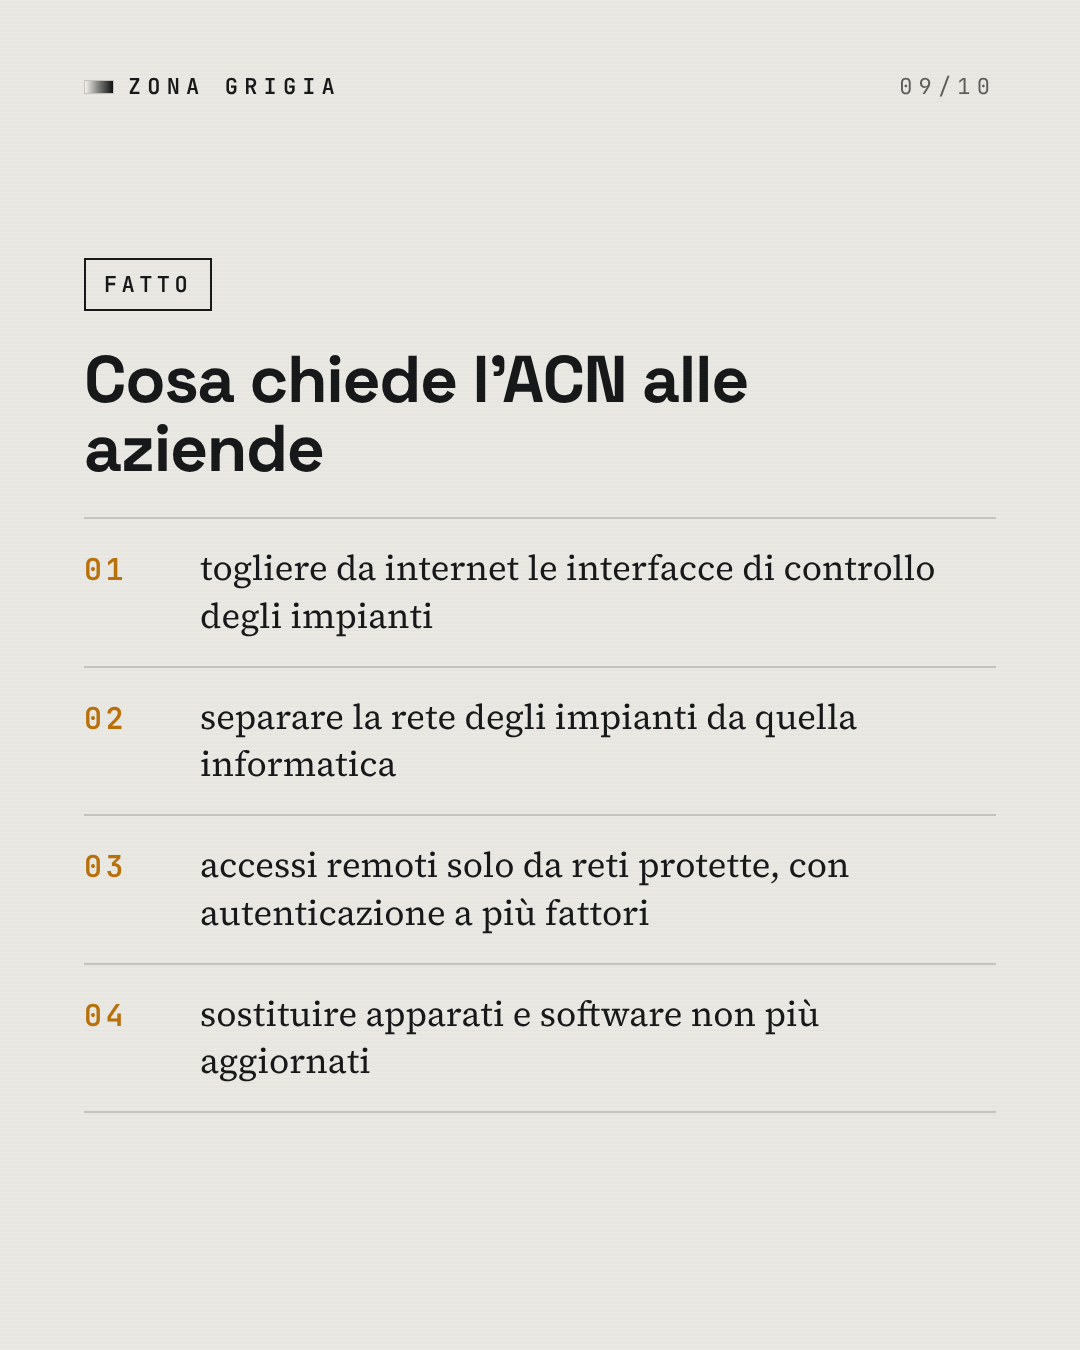 ZONA GRIGIA
09/10
FATTO
Cosa chiede l’ACN alle
aziende
01
togliere da internet le interfacce di controllo
degli impianti
02
separare la rete degli impianti da quella
informatica
03
accessi remoti solo da reti protette, con
autenticazione a più fattori
04
sostituire apparati e software non più
aggiornati